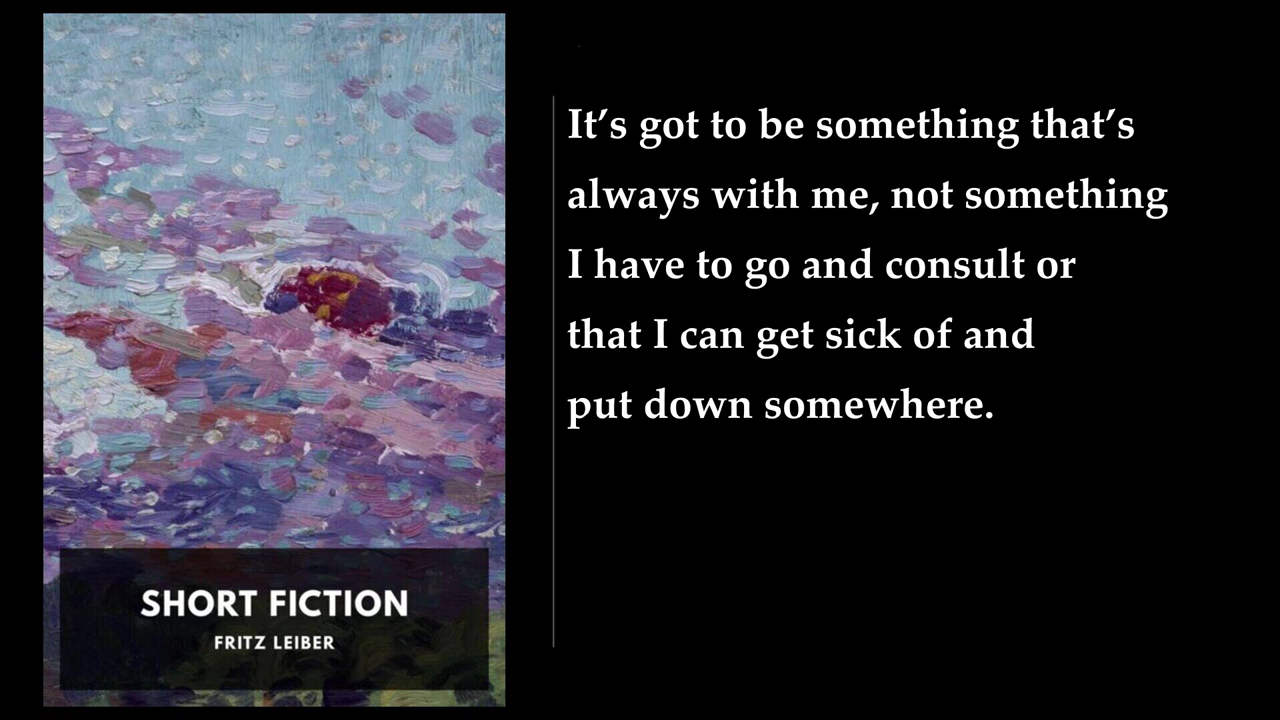 It’s got to be something that’s
always with me, not something
I have to go and consult or
that I can get sick of and
put down somewhere.
SHORT FICTION
FRITZ LEIBER